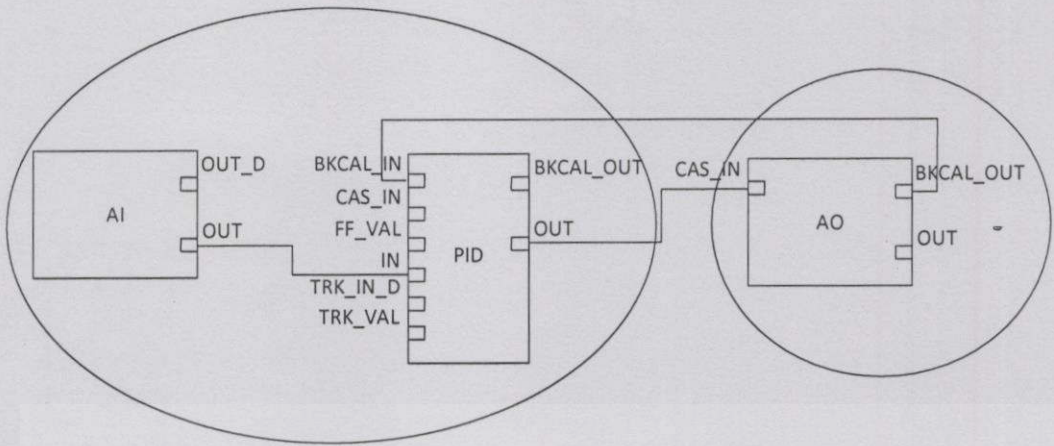 AI
OUT_D
OUT
BKCAL_IN
CAS_IN
FF_VAL
IN
TRK_IN_D
TRK_VAL
PID
BKCAL_OUT
OUT
CAS_IN
AO
BKCAL_OUT
OUT